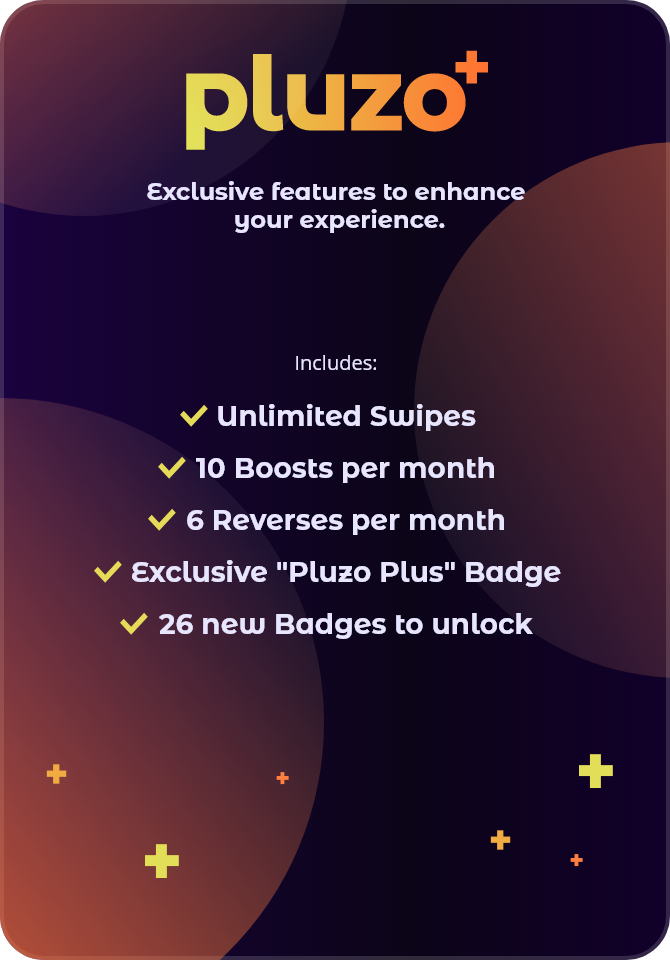 pluzo+
Exclusive features to enhance
your experience.
Includes:
Unlimited Swipes
10 Boosts per month
6 Reverses per month
Exclusive "Pluzo Plus" Badge
26 new Badges to unlock